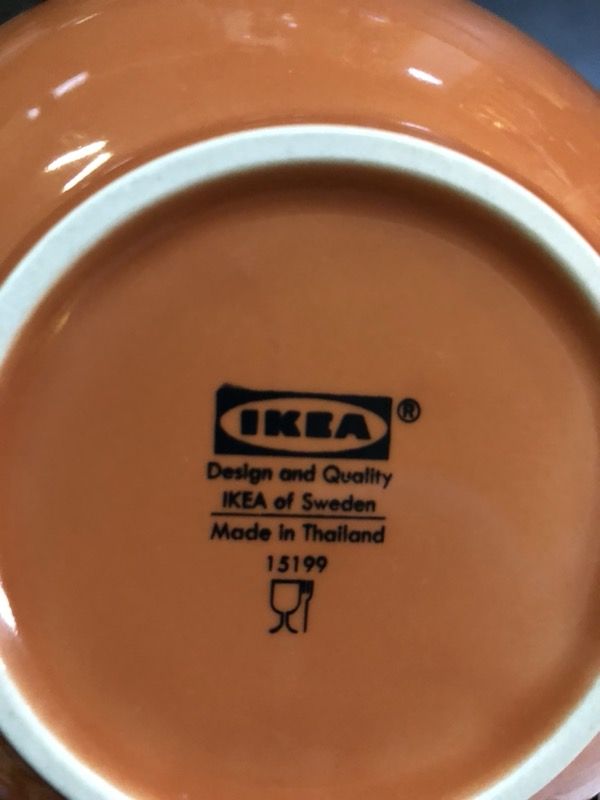 IKEA®
Design and Quality
IKEA of Sweden
Made in Thailand
15199